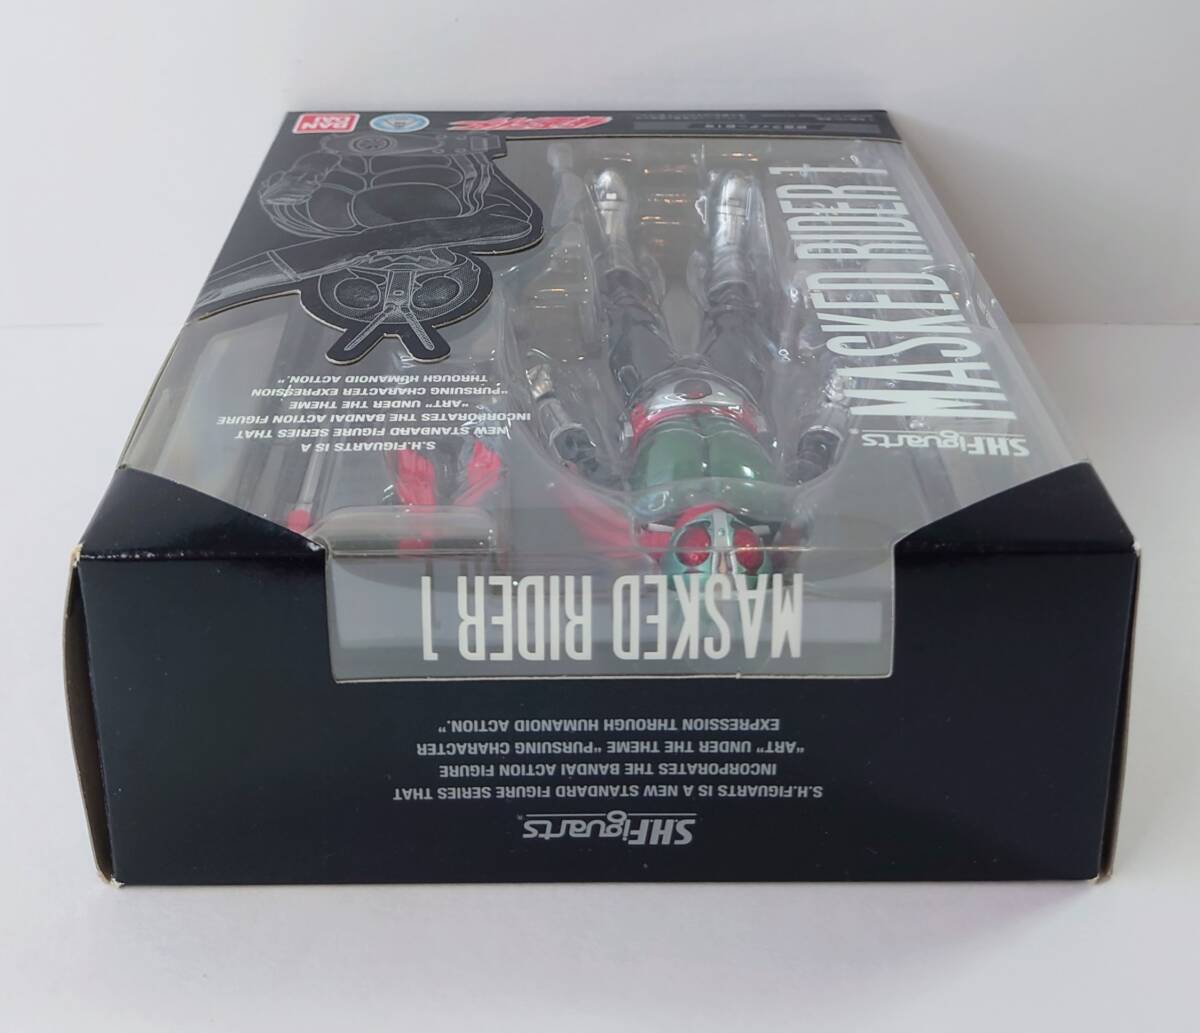 BAN
DAI
MASKED RIDER 1
S.H.Figuarts
S.H.FIGUARTS IS A
NEW STANDARD FIGURE SERIES THAT
INCORPORATES THE BANDAI ACTION FIGURE
"ART" UNDER THE THEME
"PURSUING CHARACTER EXPRESSION
THROUGH HUMANOID ACTION."
MASKED RIDER 1
S.H.Figuarts
S.H.FIGUARTS IS A NEW STANDARD FIGURE SERIES THAT
INCORPORATES THE BANDAI ACTION FIGURE
"ART" UNDER THE THEME "PURSUING CHARACTER
EXPRESSION THROUGH HUMANOID ACTION."